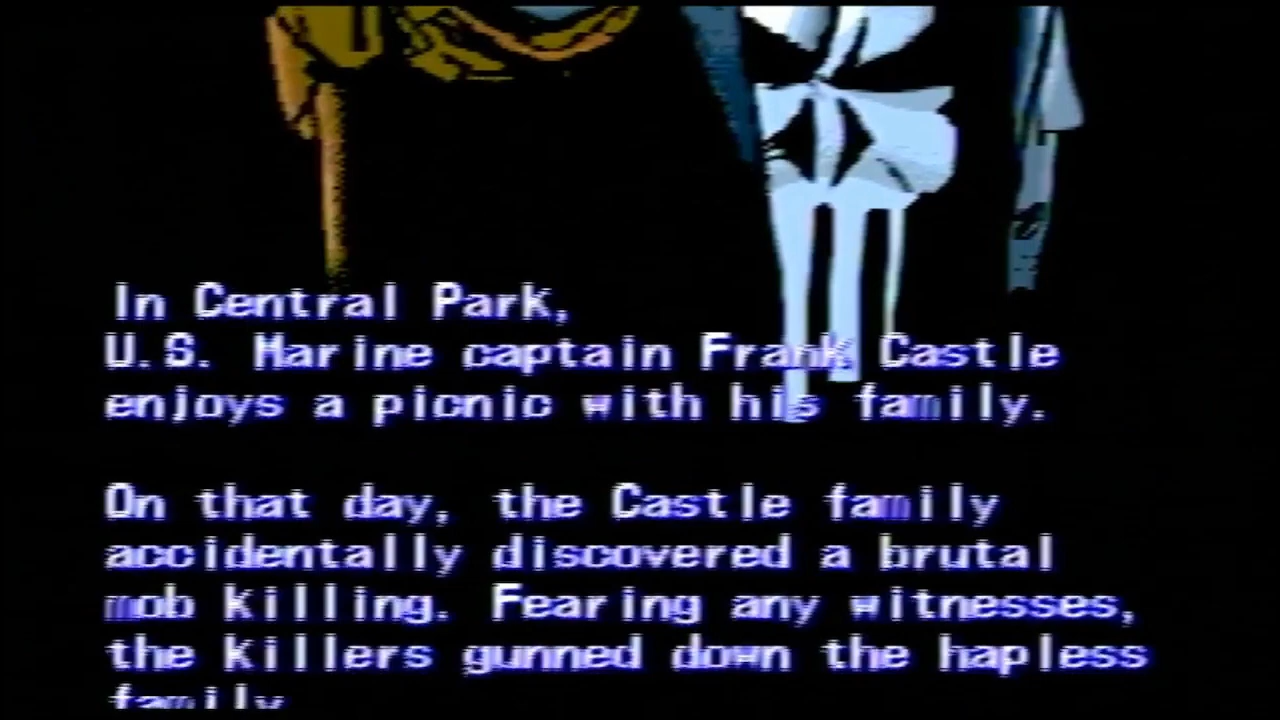 In Central Park,
U.S. Marine captain Frank Castle
enjoys a picnic with his family.
On that day, the Castle family
accidentally discovered a brutal
mob killing. Fearing any witnesses,
the killers gunned down the hapless
family